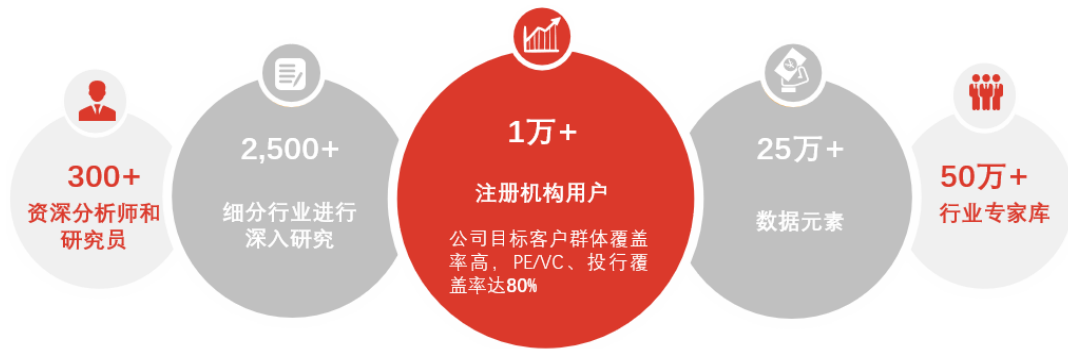 300+
资深分析师和
研究员
2,500+
细分行业进行
深入研究
1万+
注册机构用户
公司目标客户群体覆盖
率高，PE/VC、投行覆
盖率达80%
25万+
数据元素
50万+
行业专家库